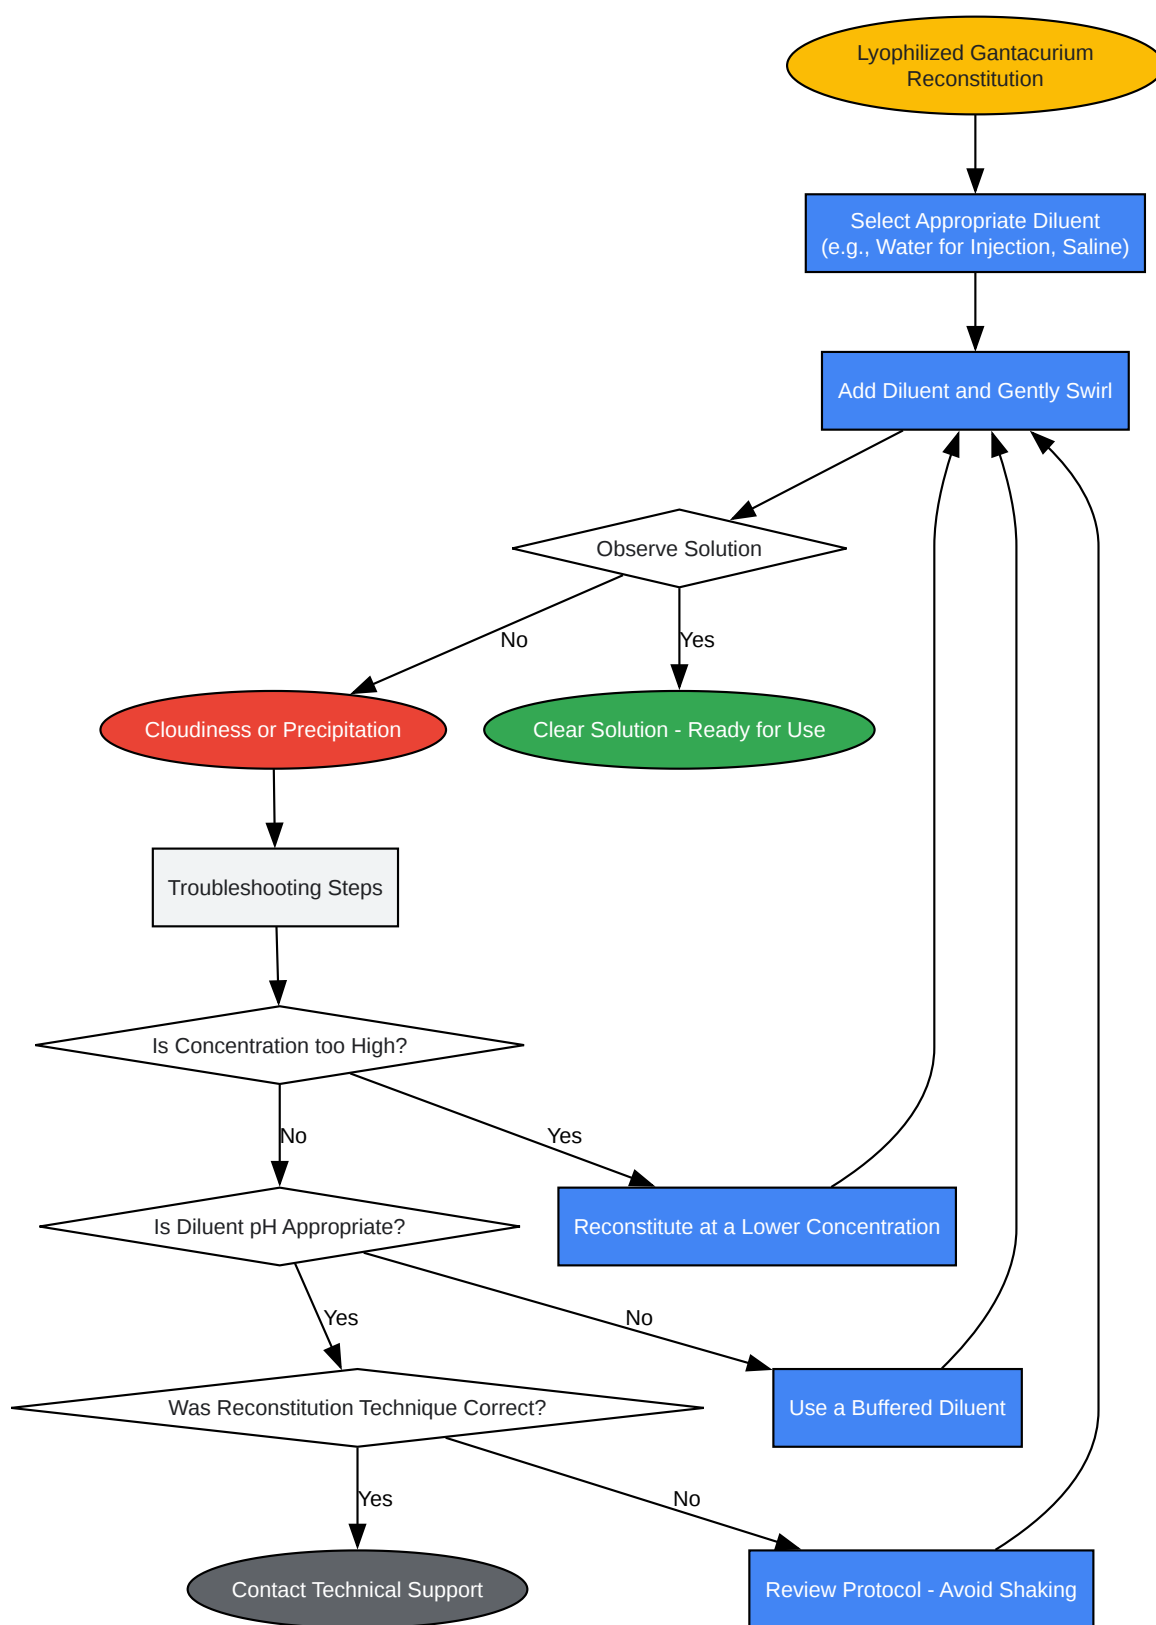 Lyophilized Gantacurium
Reconstitution
Select Appropriate Diluent
(e.g., Water for Injection, Saline)
Add Diluent and Gently Swirl
Observe Solution
No
Yes
Cloudiness or Precipitation
Clear Solution - Ready for Use
Troubleshooting Steps
Is Concentration too High?
No
Yes
Is Diluent pH Appropriate?
Reconstitute at a Lower Concentration
Yes
No
Was Reconstitution Technique Correct?
Use a Buffered Diluent
Yes
No
Contact Technical Support
Review Protocol - Avoid Shaking